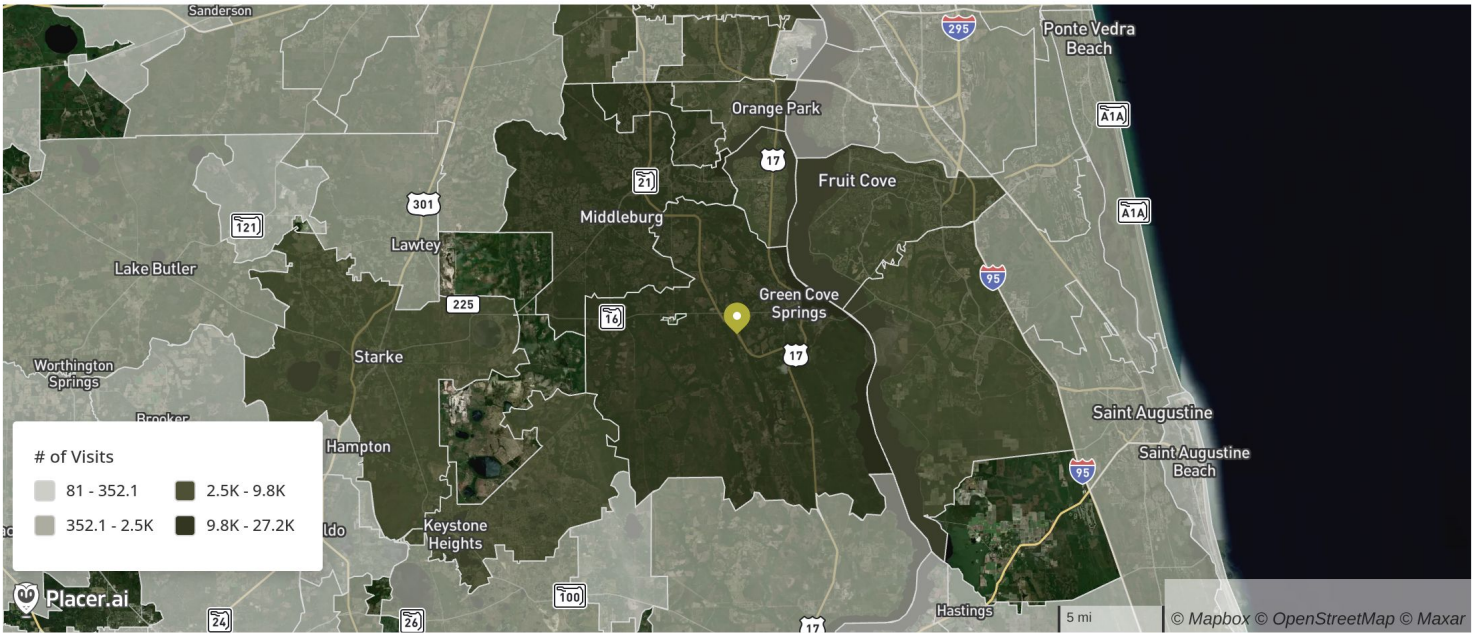 Sanderson
295
Ponte Vedra
Beach
Orange Park
A1A
17
21
Fruit Cove
301
Middleburg
A1A
121
Lawtey
Lake Butler
95
225
Green Cove
Springs
16
Starke
17
Worthington
Springs
Brooker
Saint Augustine
Hampton
Saint Augustine
Beach
95
# of Visits
81 - 352.1
2.5K - 9.8K
352.1 - 2.5K
9.8K - 27.2K
ldo
Keystone
Heights
Placer.ai
24
26
100
17
Hastings
5 mi
© Mapbox © OpenStreetMap © Maxar